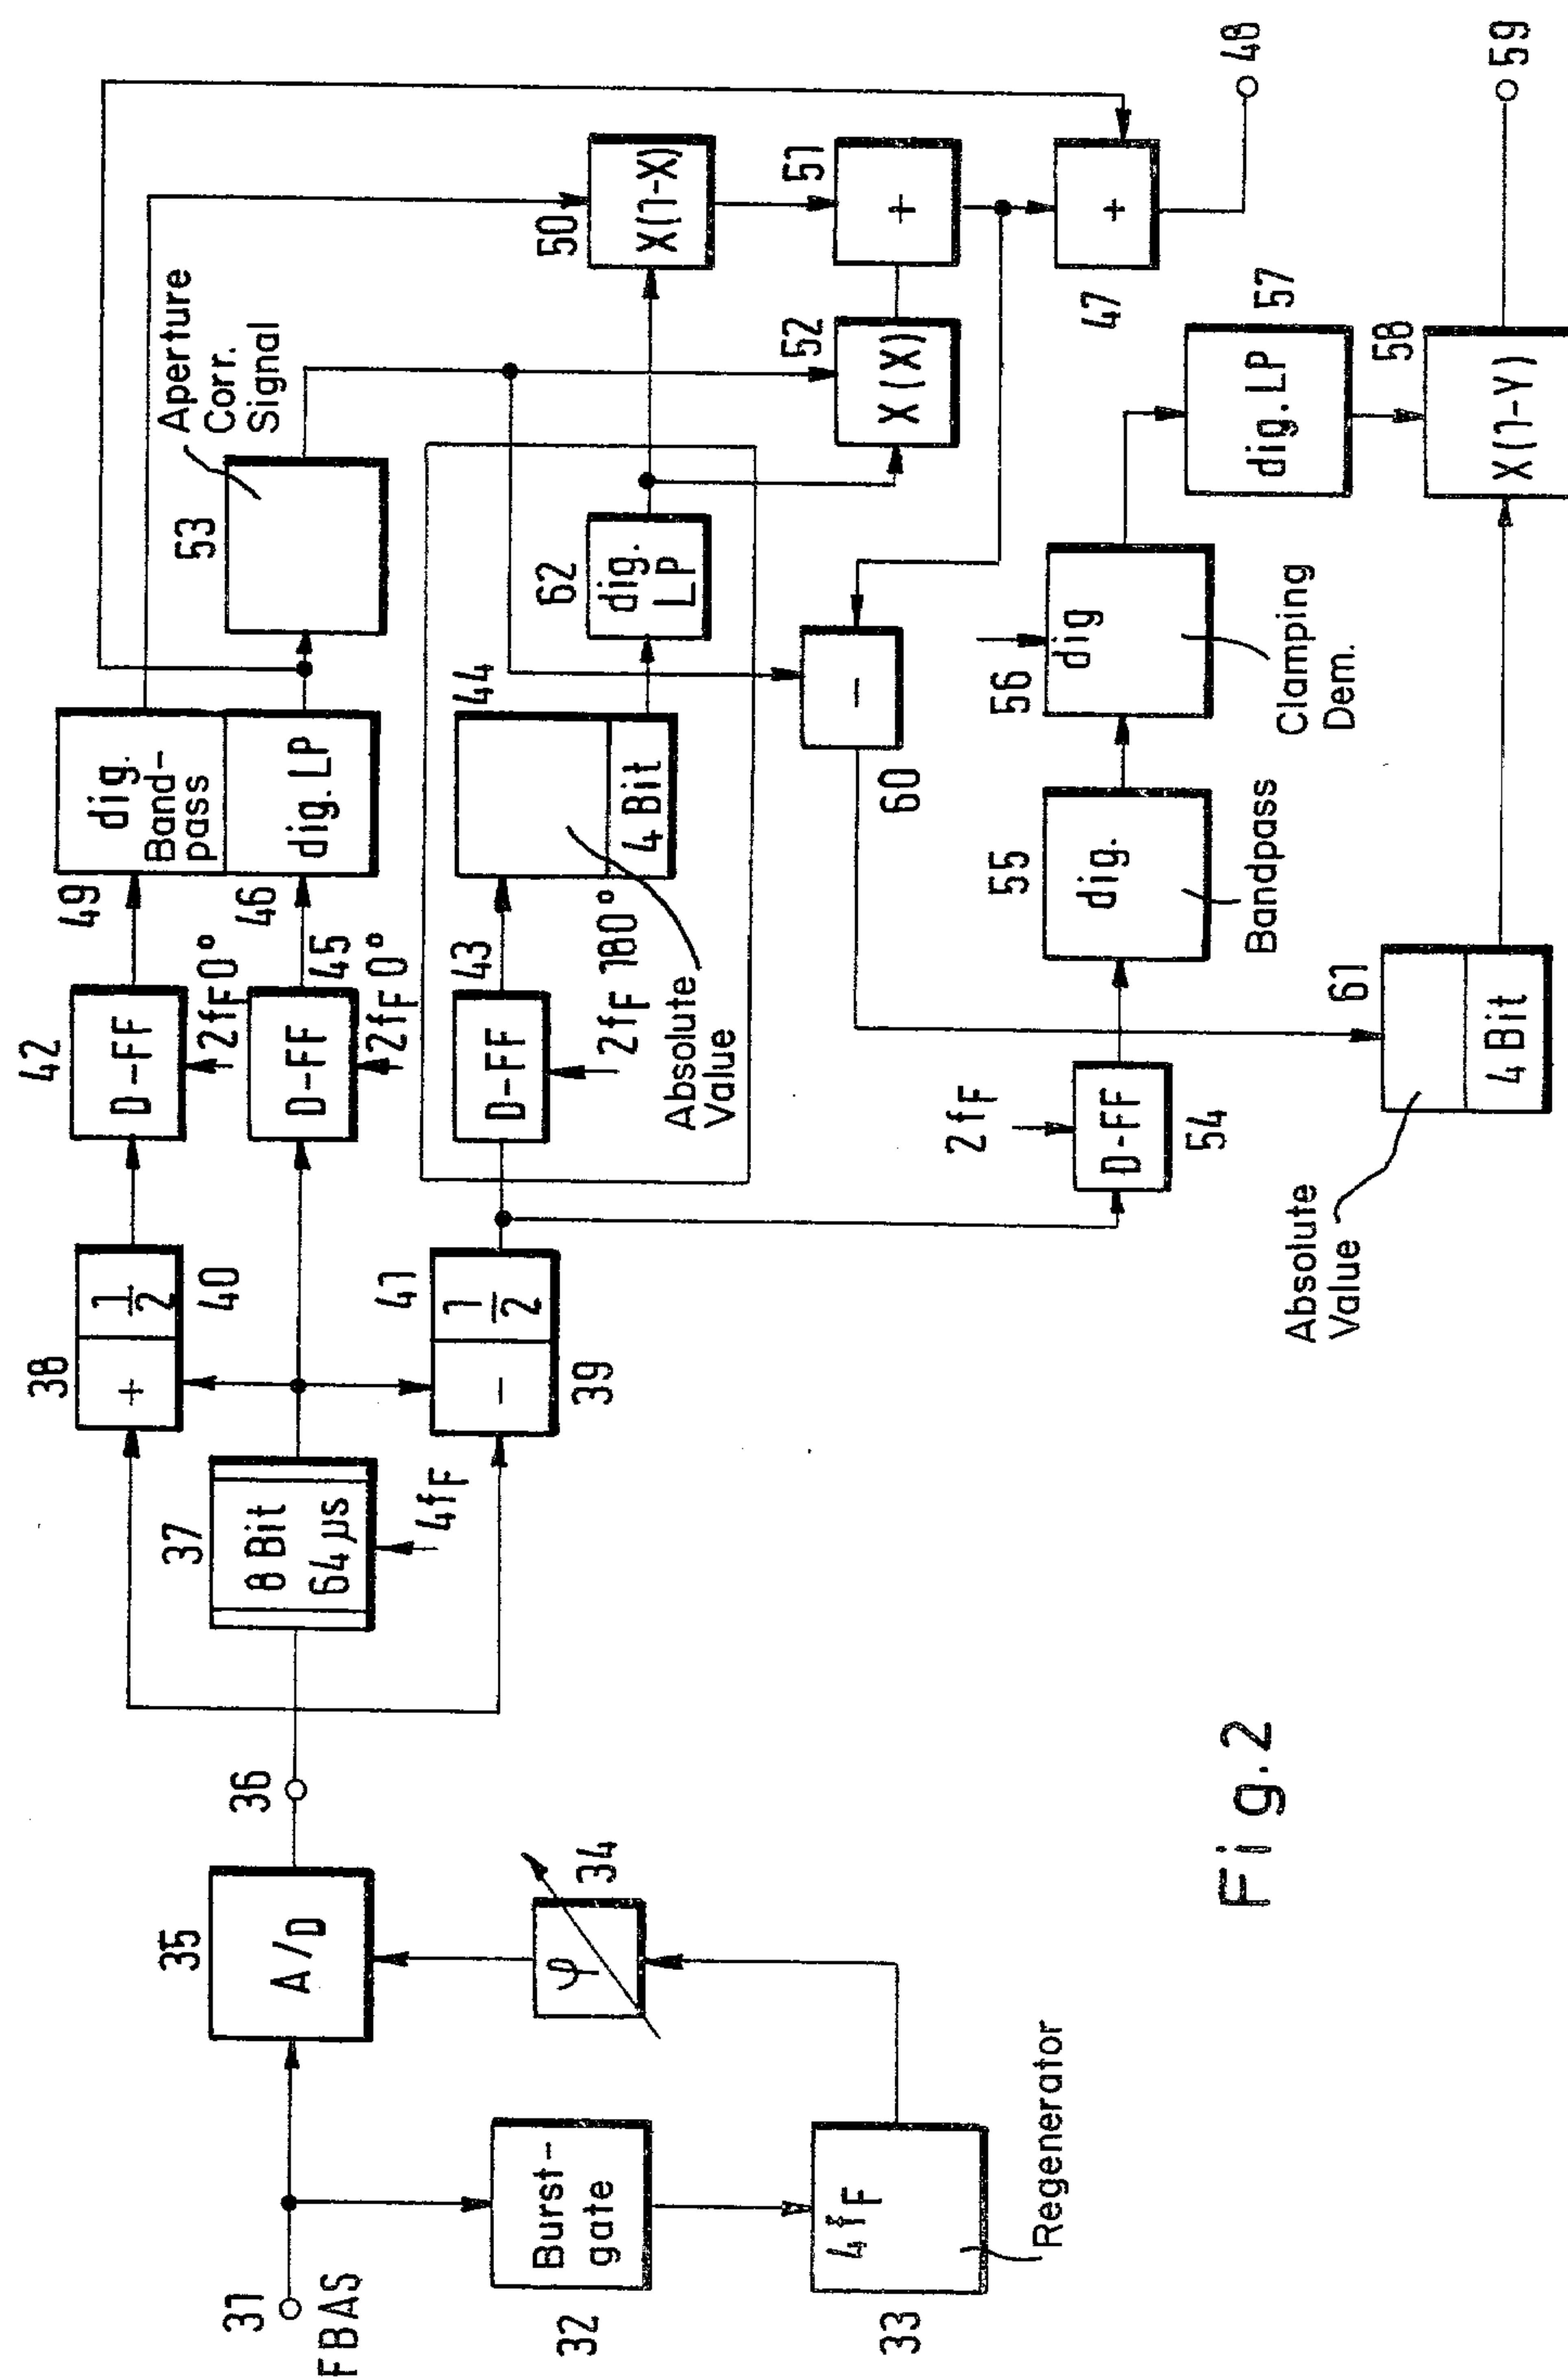 31
FBAS
Burst-
gate
32
4fF
33
Regenerator
φ
34
A/D
35
36
37
8 Bit
64 µs
4fF
38
+
1/2
40
41
-
1/2
39
42
D-FF
2fF 0°
D-FF
45
2fF 0°
43
D-FF
2fF 180°
Absolute
Value
49
dig.
Band-
pass
46
dig. LP
44
4 Bit
53
Aperture
Corr.
Signal
62
dig.
LP
50
X(1-X)
52
X(X)
51
+
47
+
48
60
-
2fF
D-FF
54
55
dig.
Bandpass
56
dig
Clamping
Dem.
57
dig. LP
58
X(1-Y)
59
61
4 Bit
Absolute
Value
Fig. 2